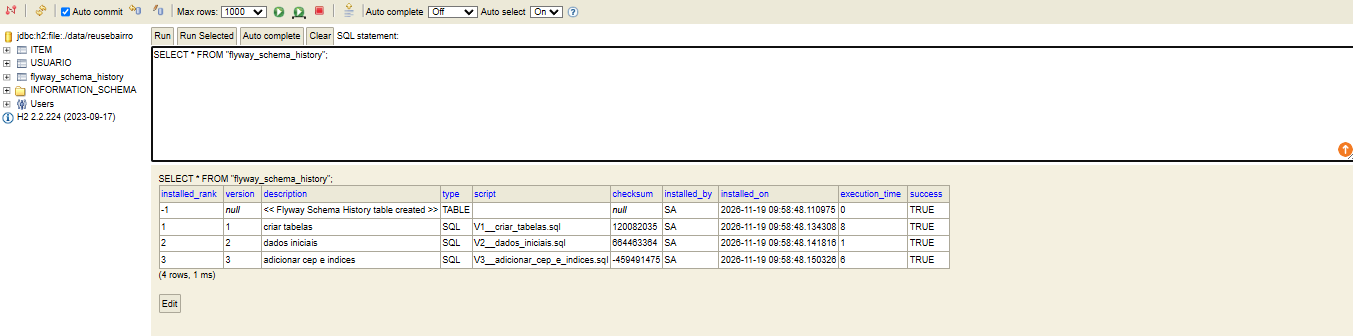 Auto commit Max rows: 1000 Auto complete Off Auto select On ?
jdbc:h2:file:./data/reusebairro
ITEM
USUARIO
flyway_schema_history
INFORMATION_SCHEMA
Users
H2 2.2.224 (2023-09-17)
Run Run Selected Auto complete Clear SQL statement:
SELECT * FROM "flyway_schema_history";
SELECT * FROM "flyway_schema_history";
installed_rank version description type script checksum installed_by installed_on execution_time success
-1 null << Flyway Schema History table created >> TABLE null SA 2026-11-19 09:58:48.110975 0 TRUE
1 1 criar tabelas SQL V1__criar_tabelas.sql 120082035 SA 2026-11-19 09:58:48.134308 8 TRUE
2 2 dados iniciais SQL V2__dados_iniciais.sql 664463364 SA 2026-11-19 09:58:48.141816 1 TRUE
3 3 adicionar cep e indices SQL V3__adicionar_cep_e_indices.sql -459491475 SA 2026-11-19 09:58:48.150326 6 TRUE
(4 rows, 1 ms)
Edit